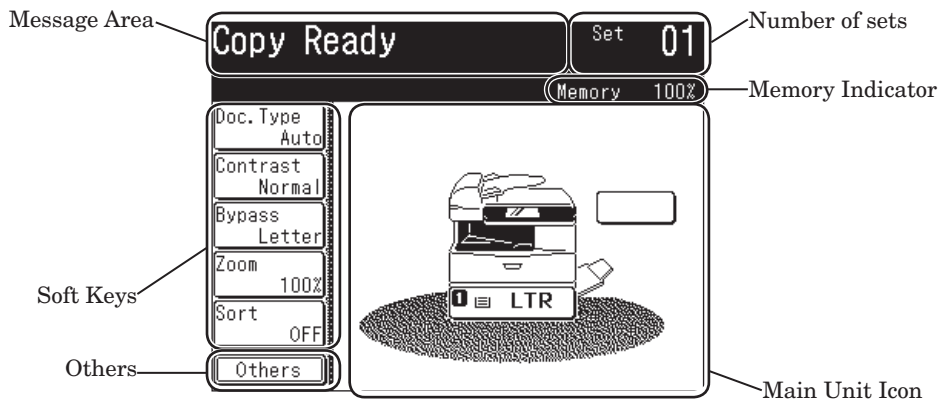 Message Area
Copy Ready
Set 01
Number of sets
Memory 100%
Memory Indicator
Doc.Type
Auto
Contrast
Normal
Bypass
Letter
Zoom
100%
Sort
OFF
Soft Keys
1 LTR
Others
Others
Main Unit Icon